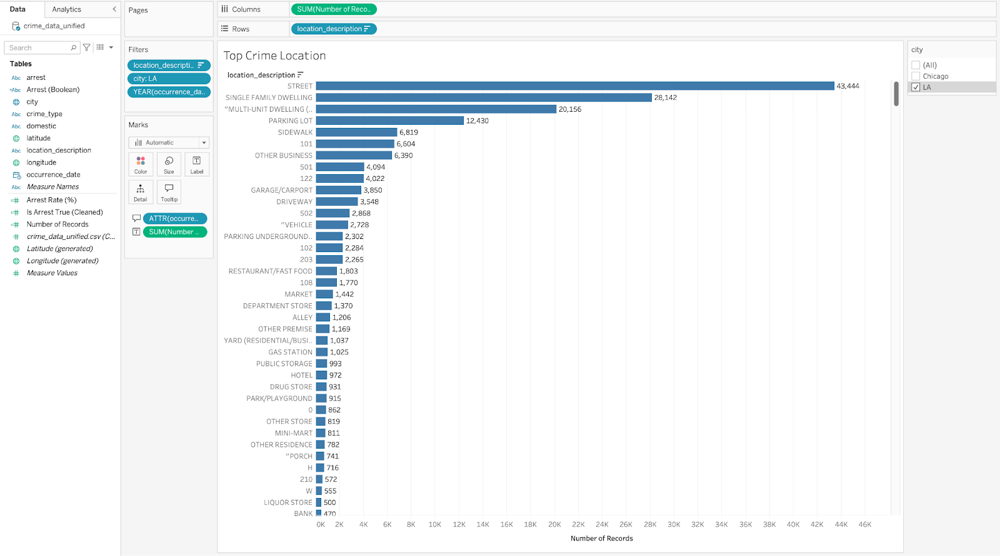 Data
Analytics
crime_data_unified
Search
Tables
Abc arrest
=Abc Arrest (Boolean)
city
Abc crime_type
Abc domestic
latitude
Abc location_description
longitude
occurrence_date
Abc Measure Names
Arrest Rate (%)
Is Arrest True (Cleaned)
Number of Records
crime_data_unified.csv (C...
Latitude (generated)
Longitude (generated)
Measure Values
Pages
Filters
location_descripti..
city: LA
YEAR(occurrence_da..
Marks
Automatic
Color
Size
Label
Detail
Tooltip
ATTR(occurre..
SUM(Number ..
Columns
SUM(Number of Reco..
Rows
location_description
Top Crime Location
location_description
STREET 43,444
SINGLE FAMILY DWELLING 28,142
"MULTI-UNIT DWELLING (.. 20,156
PARKING LOT 12,430
SIDEWALK 6,819
101 6,604
OTHER BUSINESS 6,390
501 4,094
122 4,022
GARAGE/CARPORT 3,850
DRIVEWAY 3,548
502 2,868
"VEHICLE 2,728
PARKING UNDERGROUND.. 2,302
102 2,284
203 2,265
RESTAURANT/FAST FOOD 1,803
108 1,770
MARKET 1,442
DEPARTMENT STORE 1,370
ALLEY 1,206
OTHER PREMISE 1,169
YARD (RESIDENTIAL/BUSI.. 1,037
GAS STATION 1,025
PUBLIC STORAGE 993
HOTEL 972
DRUG STORE 931
PARK/PLAYGROUND 915
0 862
OTHER STORE 819
MINI-MART 811
OTHER RESIDENCE 782
"PORCH 741
H 716
210 572
W 555
LIQUOR STORE 500
BANK 470
0K 2K 4K 6K 8K 10K 12K 14K 16K 18K 20K 22K 24K 26K 28K 30K 32K 34K 36K 38K 40K 42K 44K 46K
Number of Records
city
(All)
Chicago
LA